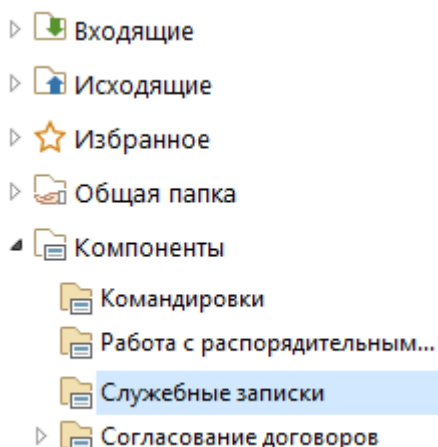 Входящие
Исходящие
Избранное
Общая папка
Компоненты
Командировки
Работа с распорядительным...
Служебные записки
Согласование договоров